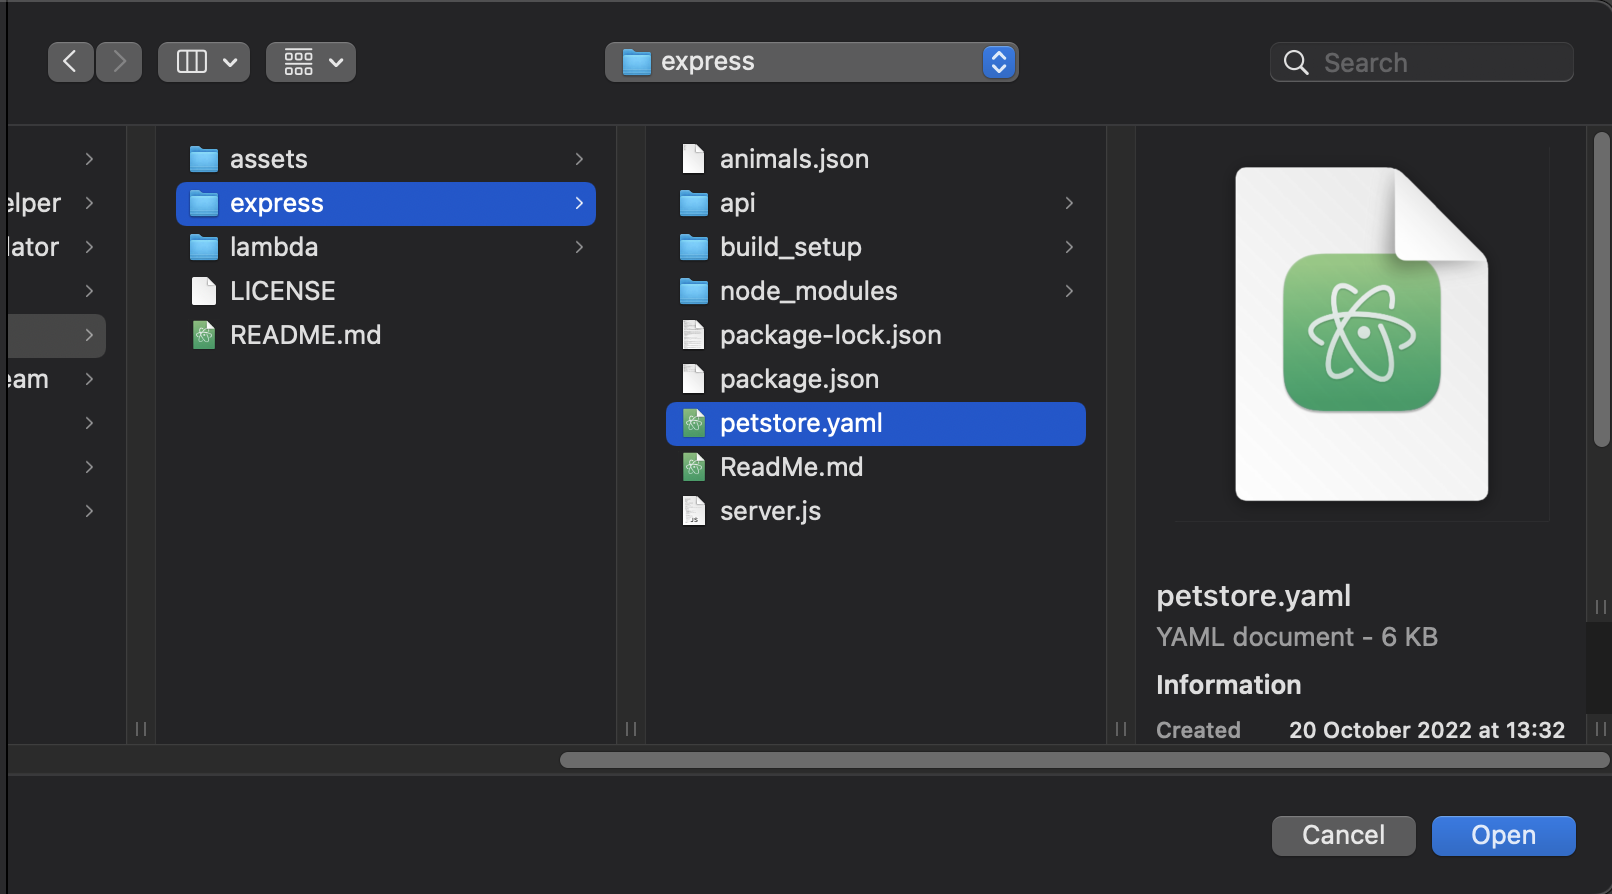 express
Search
elper
lator
eam
assets
express
lambda
LICENSE
README.md
animals.json
api
build_setup
node_modules
package-lock.json
package.json
petstore.yaml
ReadMe.md
server.js
JS
petstore.yaml
YAML document - 6 KB
Information
Created 20 October 2022 at 13:32
Cancel
Open